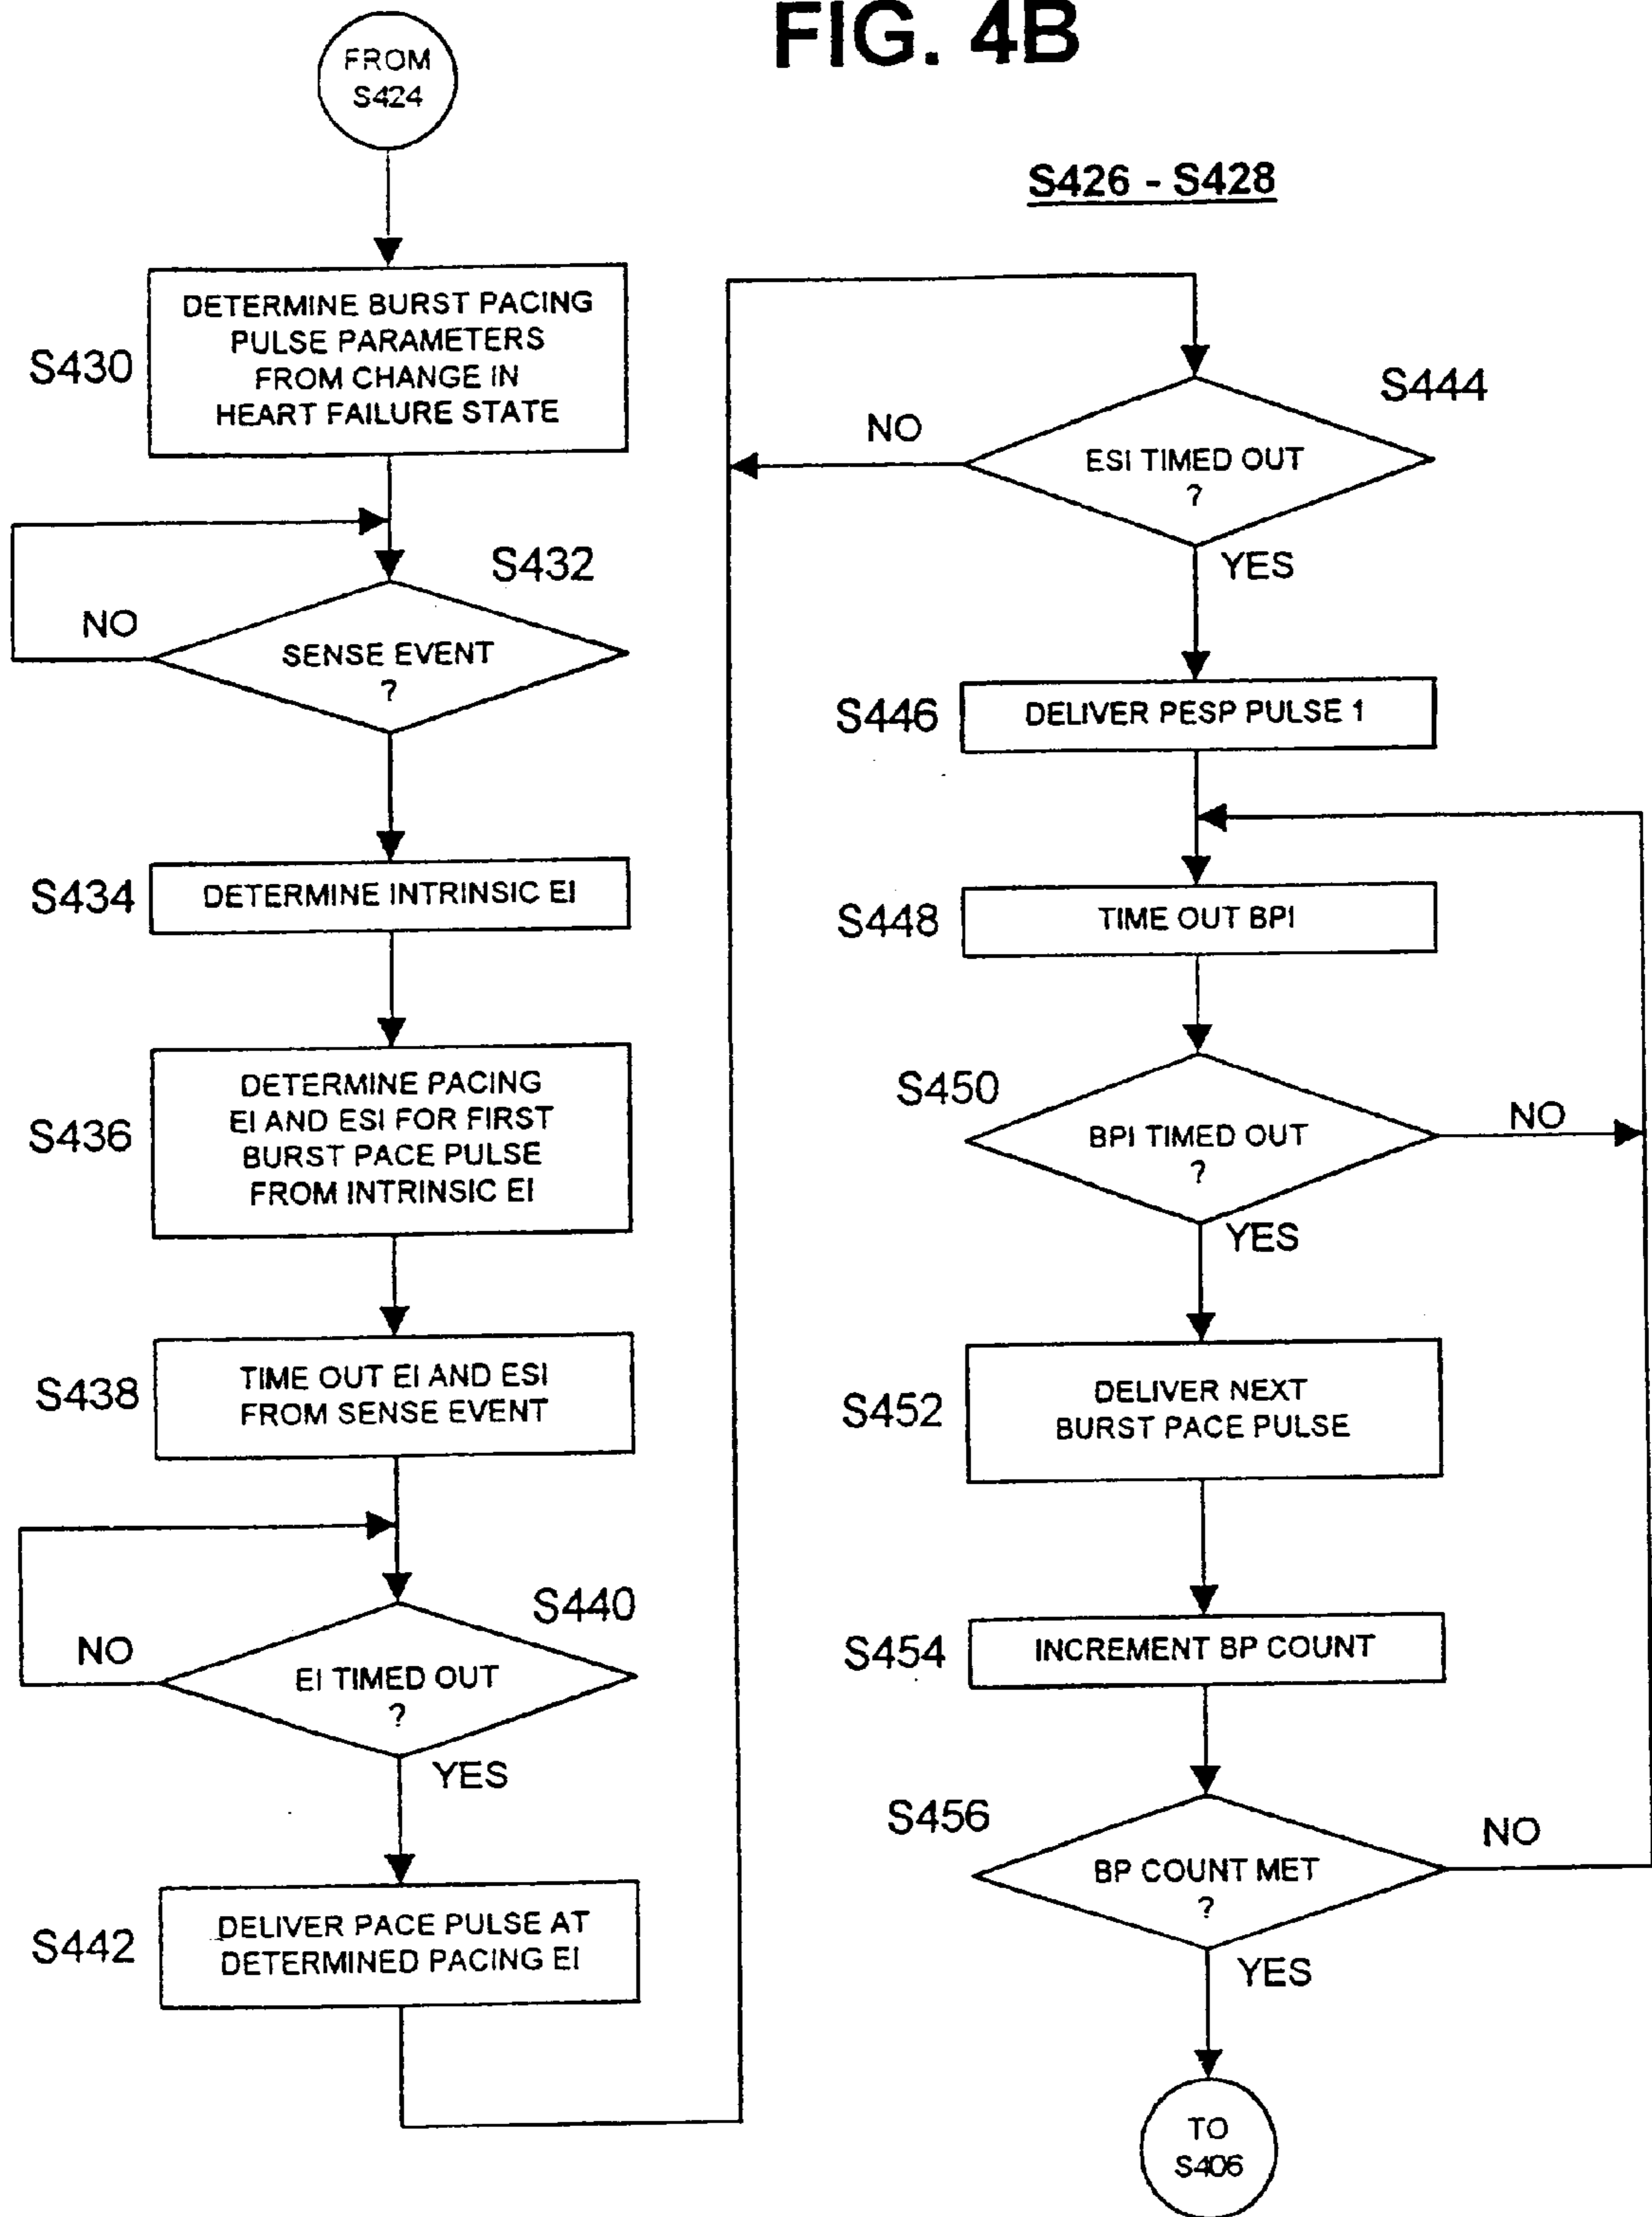 FIG. 4B
FROM
S424
S430
DETERMINE BURST PACING
PULSE PARAMETERS
FROM CHANGE IN
HEART FAILURE STATE
S432
NO
SENSE EVENT
?
S434
DETERMINE INTRINSIC EI
S436
DETERMINE PACING
EI AND ESI FOR FIRST
BURST PACE PULSE
FROM INTRINSIC EI
S438
TIME OUT EI AND ESI
FROM SENSE EVENT
S440
NO
EI TIMED OUT
?
YES
S442
DELIVER PACE PULSE AT
DETERMINED PACING EI
S426 - S428
S444
NO
ESI TIMED OUT
?
YES
S446
DELIVER PESP PULSE 1
S448
TIME OUT BPI
S450
BPI TIMED OUT
?
NO
YES
S452
DELIVER NEXT
BURST PACE PULSE
S454
INCREMENT BP COUNT
S456
BP COUNT MET
?
NO
YES
TO
S406